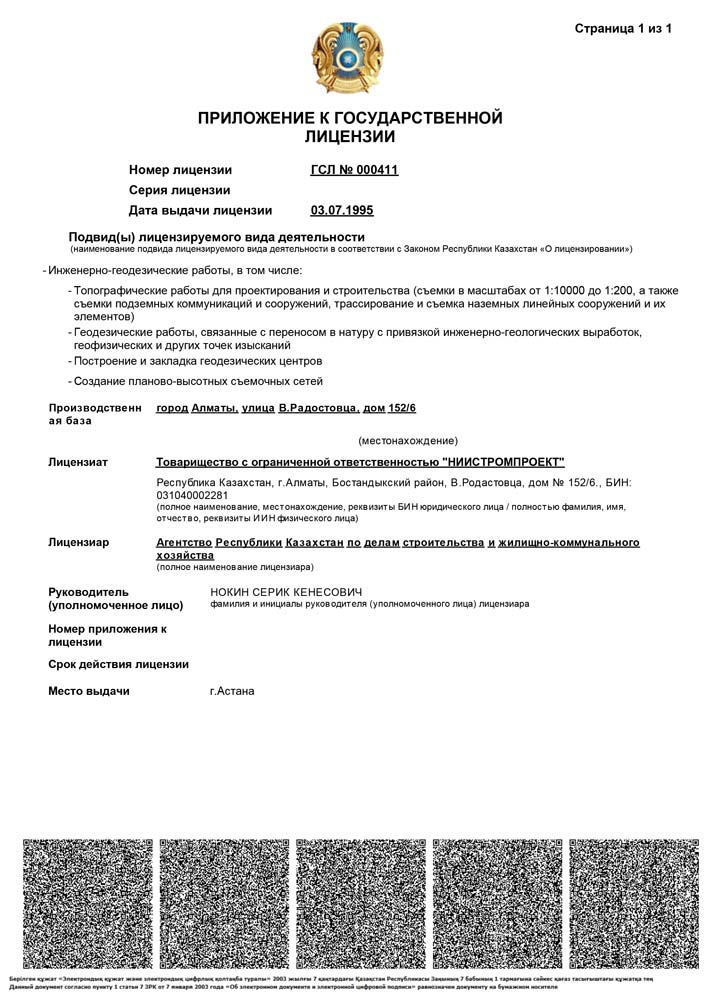 Страница 1 из 1
ПРИЛОЖЕНИЕ К ГОСУДАРСТВЕННОЙ
ЛИЦЕНЗИИ
Номер лицензии ГСЛ № 000411
Серия лицензии
Дата выдачи лицензии 03.07.1995
Подвид(ы) лицензируемого вида деятельности
(наименование подвида лицензируемого вида деятельности в соответствии с Законом Республики Казахстан «О лицензировании»)
- Инженерно-геодезические работы, в том числе:
- Топографические работы для проектирования и строительства (съемки в масштабах от 1:10000 до 1:200, а также
съемки подземных коммуникаций и сооружений, трассирование и съемка наземных линейных сооружений и их
элементов)
- Геодезические работы, связанные с переносом в натуру с привязкой инженерно-геологических выработок,
геофизических и других точек изысканий
- Построение и закладка геодезических центров
- Создание планово-высотных съемочных сетей
Производственн город Алматы, улица В.Радостовца, дом 152/6
ая база
(местонахождение)
Лицензиат Товарищество с ограниченной ответственностью "НИИСТРОМПРОЕКТ"
Республика Казахстан, г.Алматы, Бостандыкский район, В.Родастовца, дом № 152/6., БИН:
031040002281
(полное наименование, местонахождение, реквизиты БИН юридического лица / полностью фамилия, имя,
отчество, реквизиты ИИН физического лица)
Лицензиар Агентство Республики Казахстан по делам строительства и жилищно-коммунального
хозяйства
(полное наименование лицензиара)
Руководитель НОКИН СЕРИК КЕНЕСОВИЧ
(уполномоченное лицо) фамилия и инициалы руководителя (уполномоченного лица) лицензиара
Номер приложения к
лицензии
Срок действия лицензии
Место выдачи г.Астана
Берілген құжат «Электрондық құжат және электрондық цифрлық қолтаңба туралы» 2003 жылғы 7 қаңтардағы Қазақстан Республикасы Заңының 7 бабының 1 тармағына сәйкес қағаз тасығыштағы құжатқа тең
Данный документ согласно пункту 1 статьи 7 ЗРК от 7 января 2003 года «Об электронном документе и электронной цифровой подписи» равнозначен документу на бумажном носителе